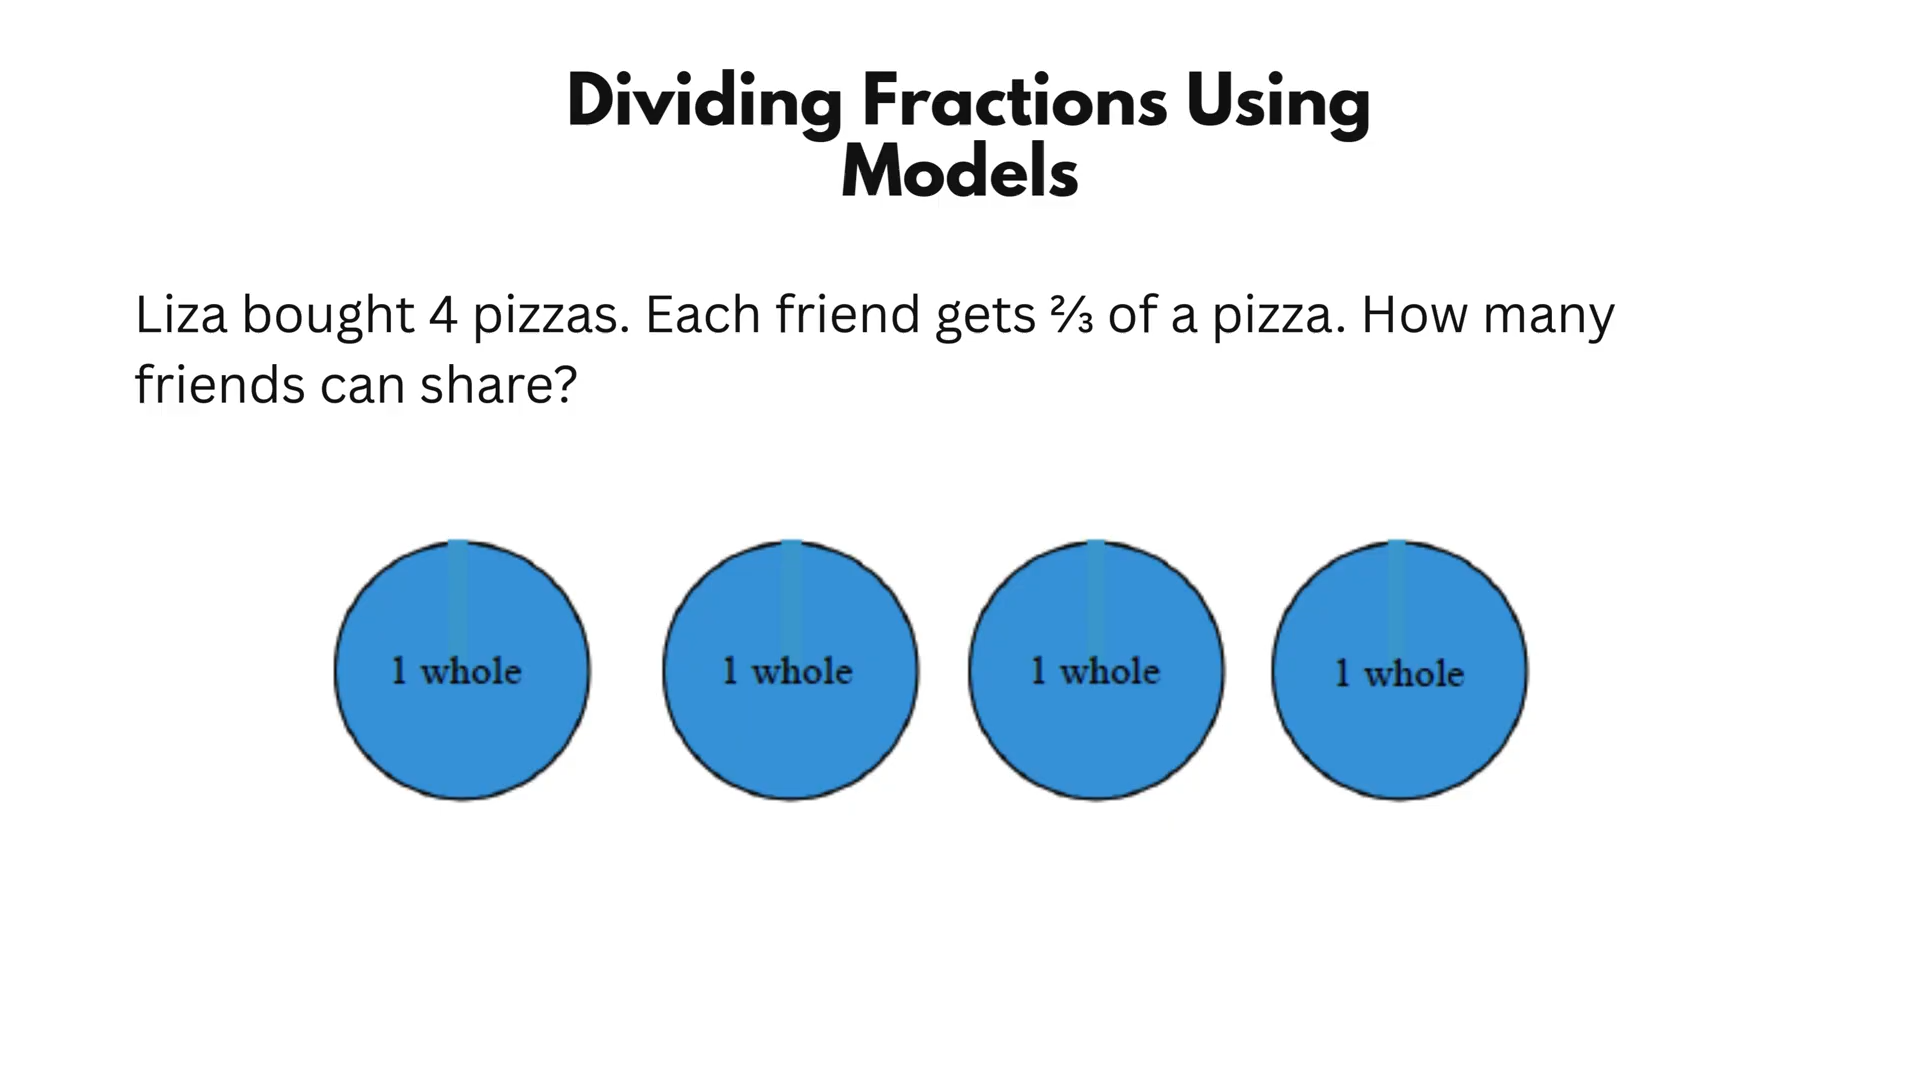 Dividing Fractions Using
Models
Liza bought 4 pizzas. Each friend gets ⅔ of a pizza. How many
friends can share?
1 whole
1 whole
1 whole
1 whole